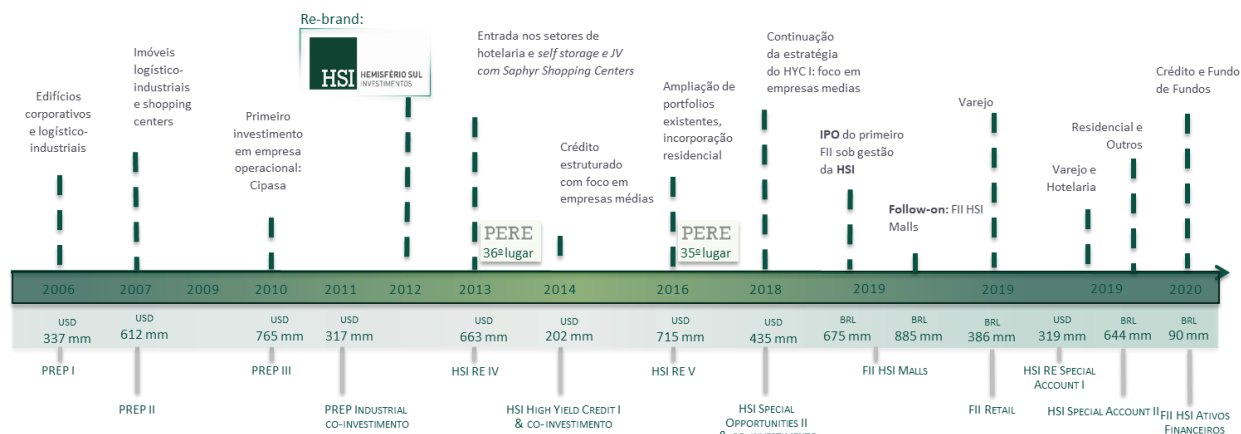 Re-brand:
HSI HEMISFÉRIO SUL
INVESTIMENTOS
Edifícios
corporativos
e logístico-
industriais
Imóveis
logístico-
industriais
e shopping
centers
Primeiro
investimento
em empresa
operacional:
Cipasa
Entrada nos setores de
hotelaria e self storage e JV
com Saphyr Shopping Centers
Crédito
estruturado
com foco em
empresas médias
Ampliação de
portfolios
existentes,
incorporação
residencial
Continuação
da estratégia
do HYC I: foco em
empresas medias
IPO do primeiro
FII sob gestão
da HSI
Follow-on: FII HSI
Malls
Varejo
Varejo e
Hotelaria
Residencial e
Outros
Crédito e Fundo
de Fundos
PERE
36º lugar
PERE
35º lugar
2006 2007 2009 2010 2011 2012 2013 2014 2016 2018 2019 2019 2019 2020
USD USD USD USD USD USD USD USD BRL BRL BRL USD BRL BRL
337 mm 612 mm 765 mm 317 mm 663 mm 202 mm 715 mm 435 mm 675 mm 885 mm 386 mm 319 mm 644 mm 90 mm
PREP I
PREP II
PREP III
PREP INDUSTRIAL
CO-INVESTIMENTO
HSI RE IV
HSI HIGH YIELD CREDIT I
& CO-INVESTIMENTO
HSI RE V
HSI SPECIAL
OPPORTUNITIES II
& CO-INVESTIMENTO
FII HSI MALLS
FII RETAIL
HSI RE SPECIAL
ACCOUNT I
HSI SPECIAL ACCOUNT II
FII HSI ATIVOS
FINANCEIROS